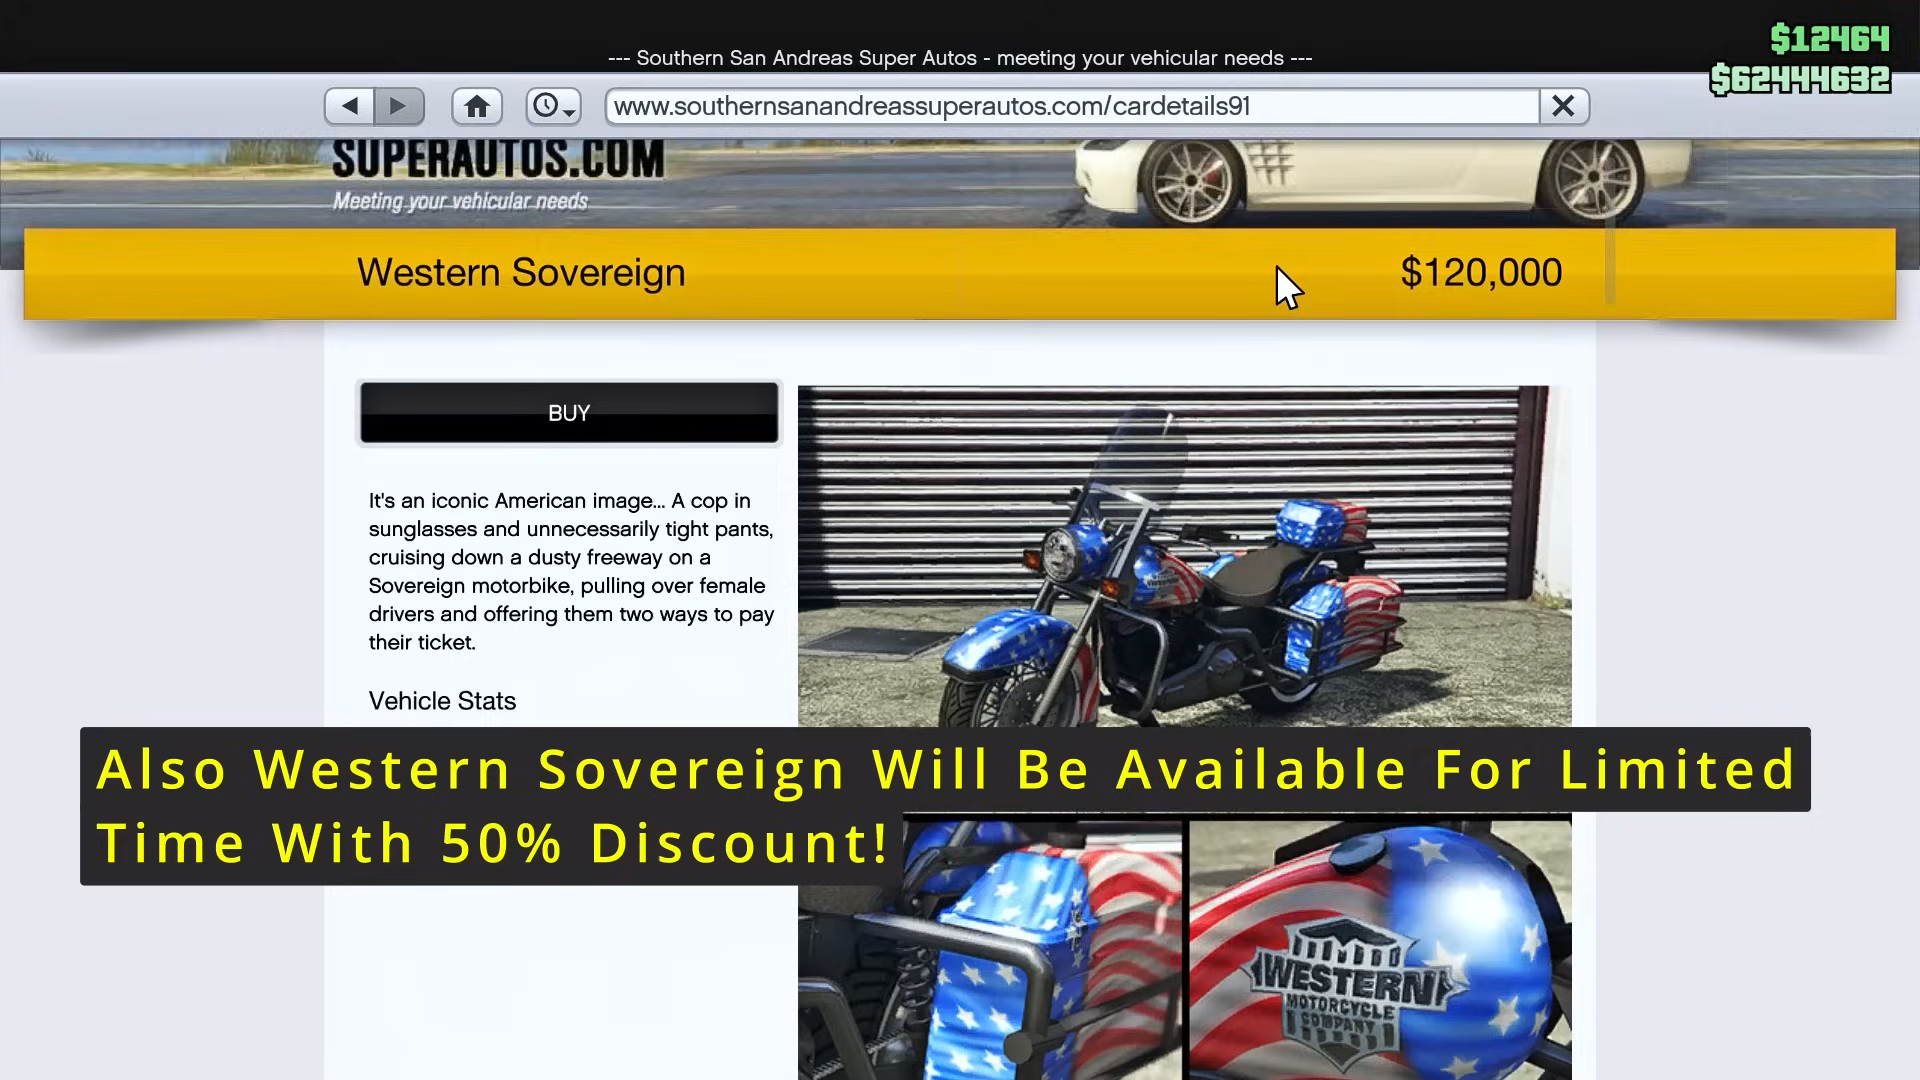 $12464
--- Southern San Andreas Super Autos - meeting your vehicular needs ---
$62444632
www.southernsanandreassuperautos.com/cardetails91
SUPERAUTOS.COM
Meeting your vehicular needs
Western Sovereign
$120,000
BUY
It's an iconic American image... A cop in
sunglasses and unnecessarily tight pants,
cruising down a dusty freeway on a
Sovereign motorbike, pulling over female
drivers and offering them two ways to pay
their ticket.
Vehicle Stats
Also Western Sovereign Will Be Available For Limited
Time With 50% Discount!
WESTERN
MOTORCYCLE
COMPANY